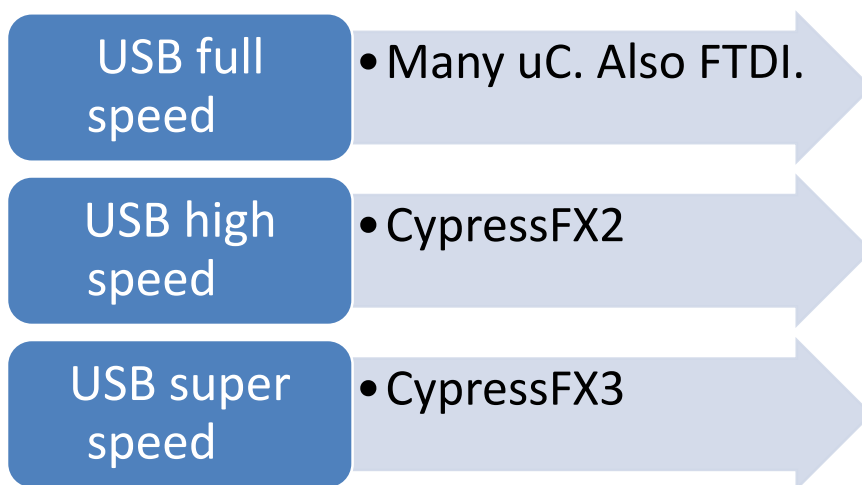 USB full
speed
• Many uC. Also FTDI.
USB high
speed
• CypressFX2
USB super
speed
• CypressFX3